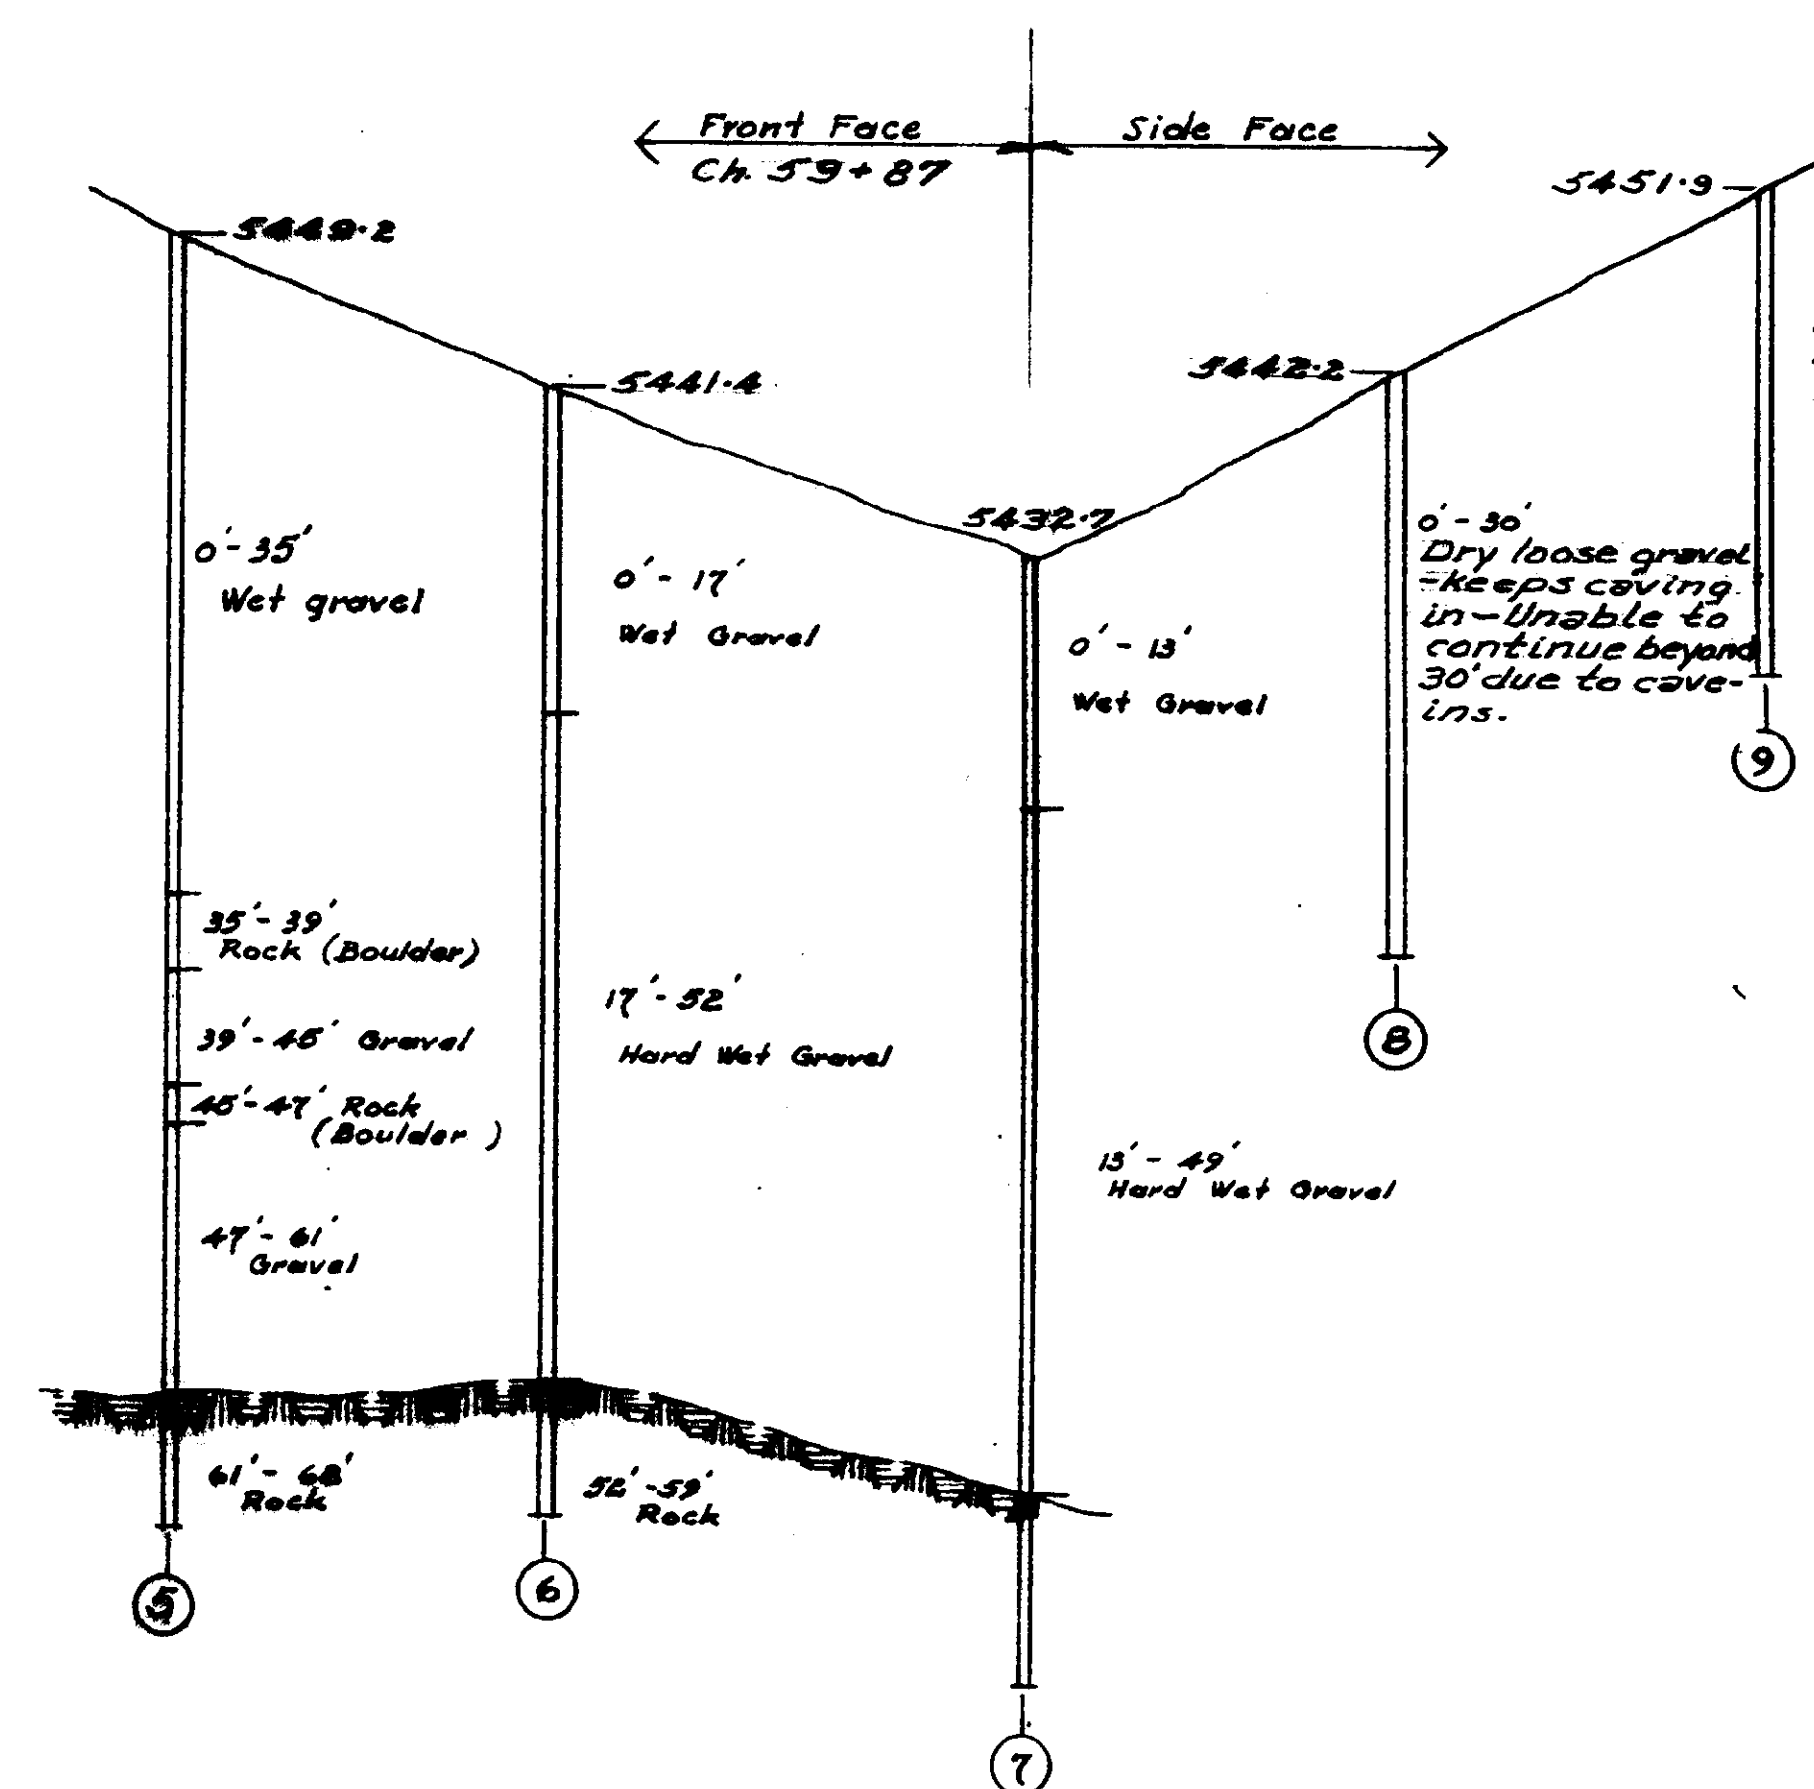 Front Face
Side Face
Ch. 59+87
5451.9
5449.2
5441.4
5442.2
5432.7
0'-35'
Wet gravel
35'-39'
Rock (Boulder)
39'-45' Gravel
45'-47' Rock
(Boulder)
47'-61'
Gravel
61'-68'
Rock
5
0'-17'
Wet Gravel
17'-52'
Hard Wet Gravel
52'-59'
Rock
6
0'-13'
Wet Gravel
13'-49'
Hard Wet Gravel
7
0'-30'
Dry loose gravel
-keeps caving
in-Unable to
continue beyond
30' due to cave-
ins.
8
9